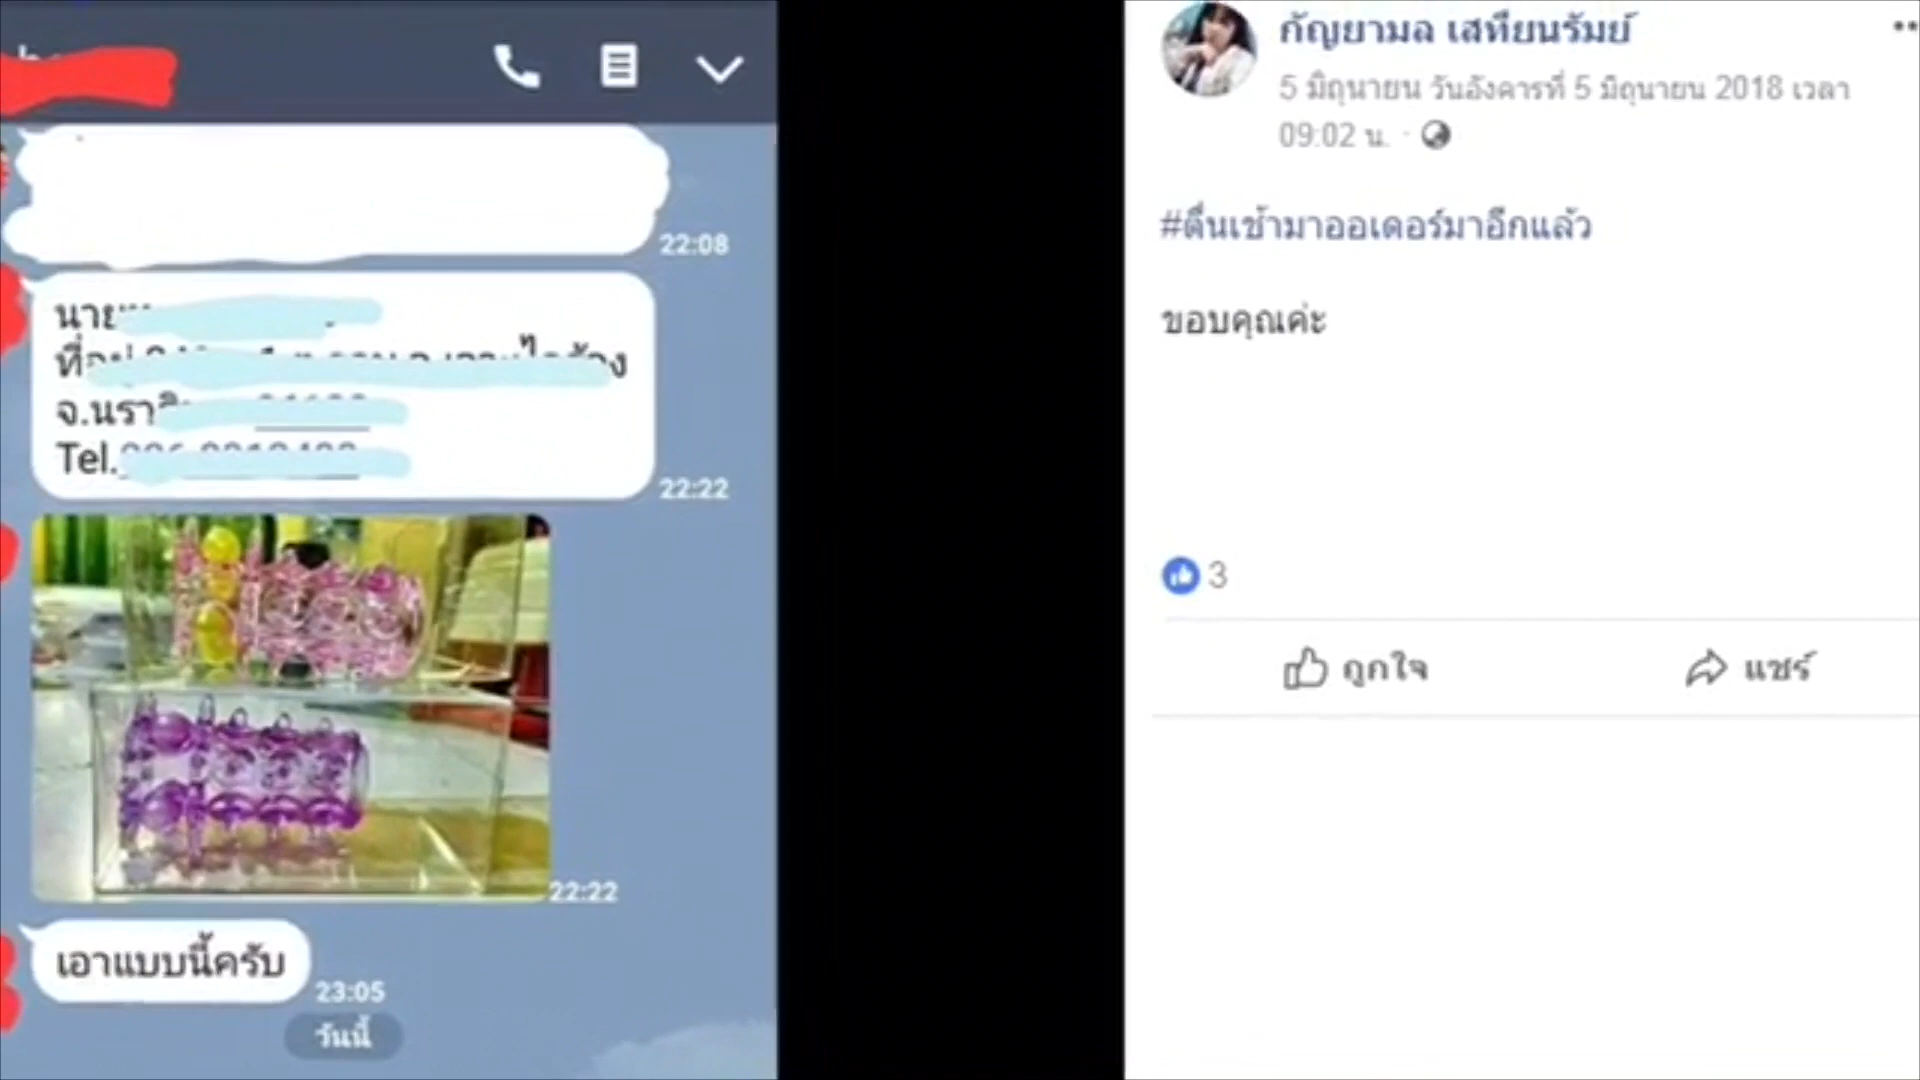 22:08
นาย
ที่อยู่
จ.นรา
Tel.
22:22
22:22
เอาแบบนี้ครับ
23:05
วันนี้
กัญยามล เสทียนรัมย์
5 มิถุนายน วันอังคารที่ 5 มิถุนายน 2018 เวลา
09:02 น. ·
#ตื่นเช้ามาออเดอร์มาอีกแล้ว
ขอบคุณค่ะ
3
ถูกใจ
แชร์